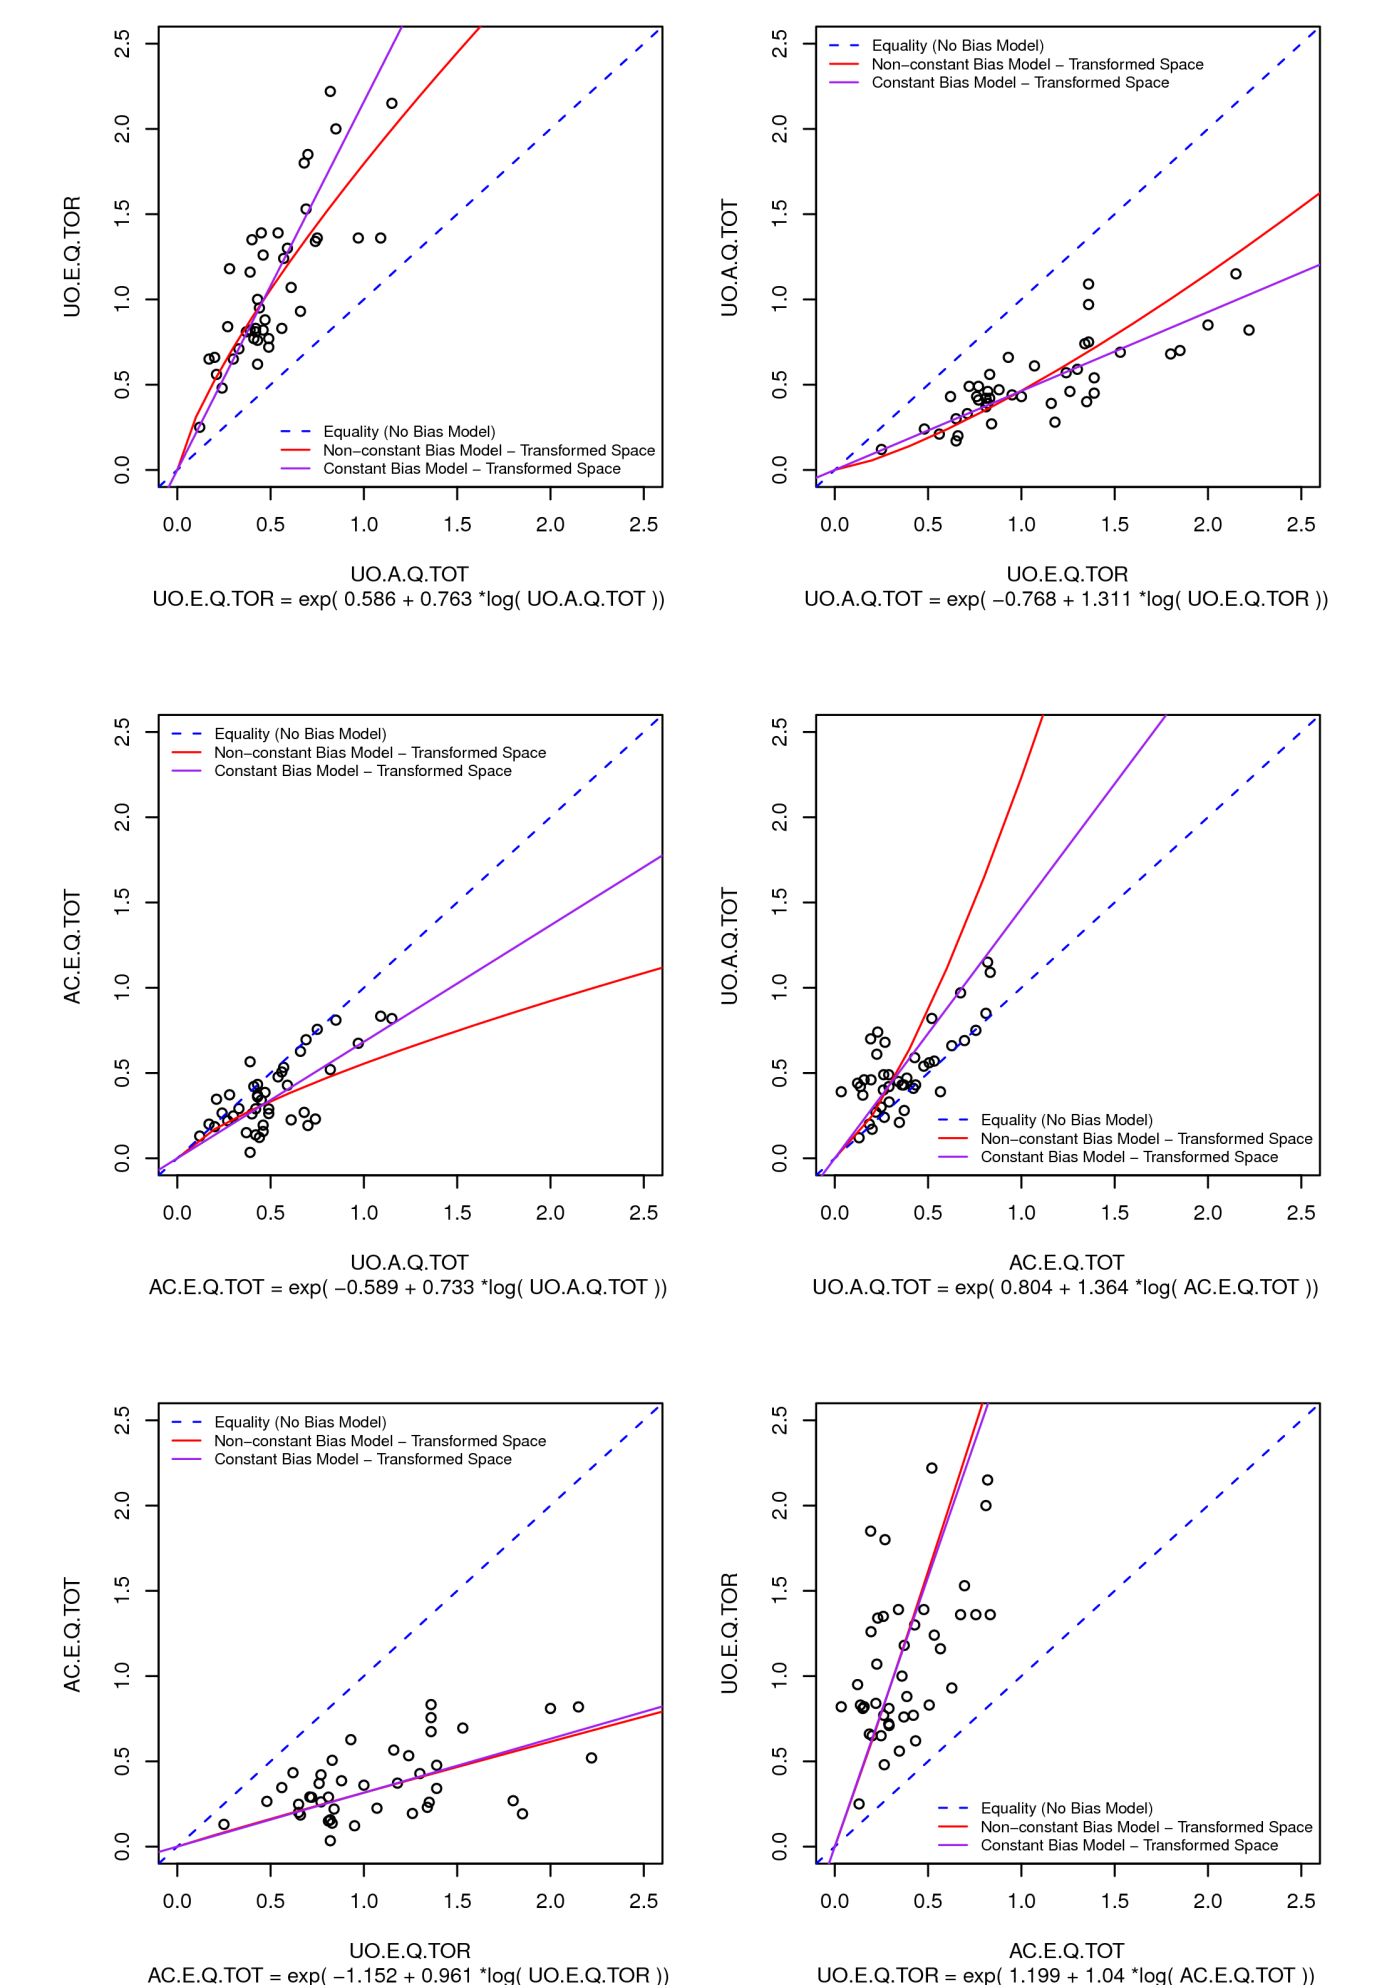 UO.E.Q.TOR
0.0 0.5 1.0 1.5 2.0 2.5
Equality (No Bias Model)
Non−constant Bias Model − Transformed Space
Constant Bias Model − Transformed Space
0.0 0.5 1.0 1.5 2.0 2.5
UO.A.Q.TOT
UO.E.Q.TOR = exp( 0.586 + 0.763 *log( UO.A.Q.TOT ))
UO.A.Q.TOT
0.0 0.5 1.0 1.5 2.0 2.5
Equality (No Bias Model)
Non−constant Bias Model − Transformed Space
Constant Bias Model − Transformed Space
0.0 0.5 1.0 1.5 2.0 2.5
UO.E.Q.TOR
UO.A.Q.TOT = exp( −0.768 + 1.311 *log( UO.E.Q.TOR ))
AC.E.Q.TOT
0.0 0.5 1.0 1.5 2.0 2.5
Equality (No Bias Model)
Non−constant Bias Model − Transformed Space
Constant Bias Model − Transformed Space
0.0 0.5 1.0 1.5 2.0 2.5
UO.A.Q.TOT
AC.E.Q.TOT = exp( −0.589 + 0.733 *log( UO.A.Q.TOT ))
UO.A.Q.TOT
0.0 0.5 1.0 1.5 2.0 2.5
Equality (No Bias Model)
Non−constant Bias Model − Transformed Space
Constant Bias Model − Transformed Space
0.0 0.5 1.0 1.5 2.0 2.5
AC.E.Q.TOT
UO.A.Q.TOT = exp( 0.804 + 1.364 *log( AC.E.Q.TOT ))
AC.E.Q.TOT
0.0 0.5 1.0 1.5 2.0 2.5
Equality (No Bias Model)
Non−constant Bias Model − Transformed Space
Constant Bias Model − Transformed Space
0.0 0.5 1.0 1.5 2.0 2.5
UO.E.Q.TOR
AC.E.Q.TOT = exp( −1.152 + 0.961 *log( UO.E.Q.TOR ))
UO.E.Q.TOR
0.0 0.5 1.0 1.5 2.0 2.5
Equality (No Bias Model)
Non−constant Bias Model − Transformed Space
Constant Bias Model − Transformed Space
0.0 0.5 1.0 1.5 2.0 2.5
AC.E.Q.TOT
UO.E.Q.TOR = exp( 1.199 + 1.04 *log( AC.E.Q.TOT ))